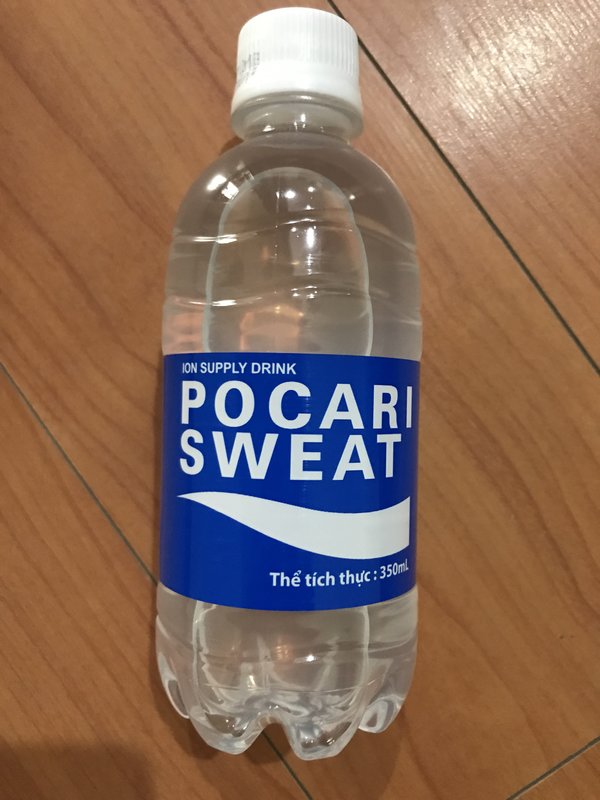 ION SUPPLY DRINK
POCARI
SWEAT
Thể tích thực : 350mL